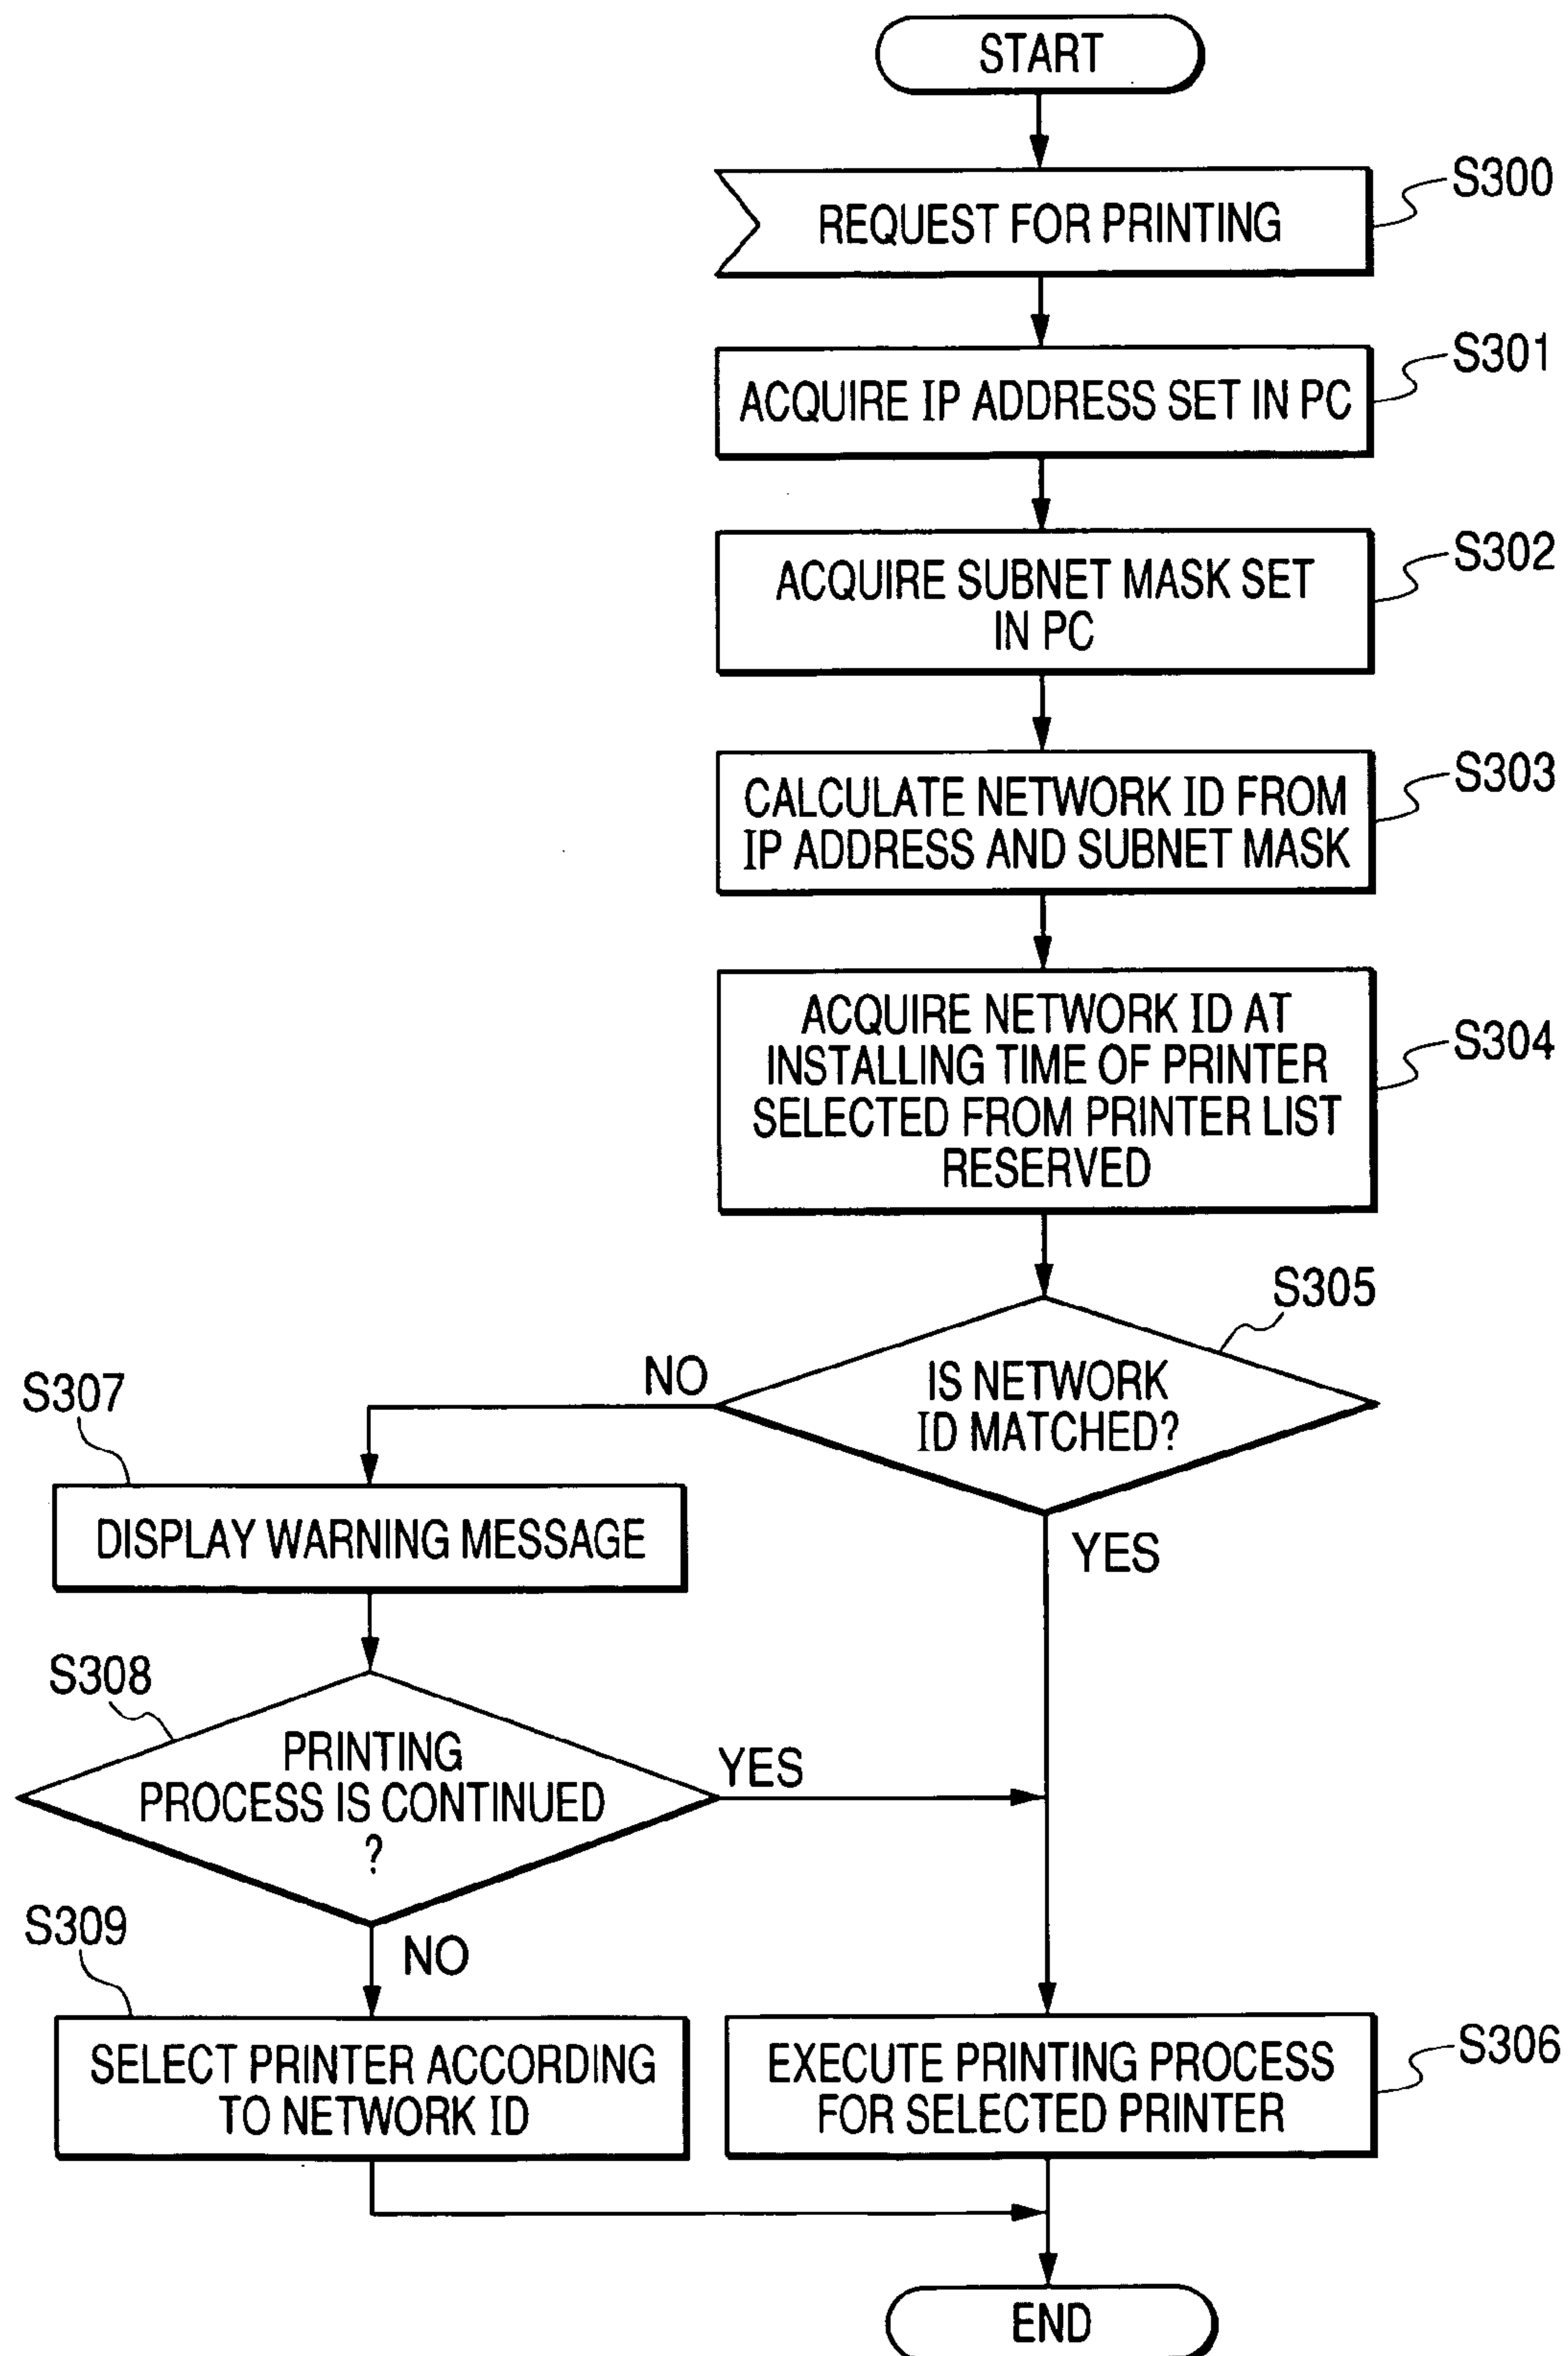 START
REQUEST FOR PRINTING
S300
ACQUIRE IP ADDRESS SET IN PC
S301
ACQUIRE SUBNET MASK SET
IN PC
S302
CALCULATE NETWORK ID FROM
IP ADDRESS AND SUBNET MASK
S303
ACQUIRE NETWORK ID AT
INSTALLING TIME OF PRINTER
SELECTED FROM PRINTER LIST
RESERVED
S304
S305
IS NETWORK
ID MATCHED?
NO
YES
S307
DISPLAY WARNING MESSAGE
S308
PRINTING
PROCESS IS CONTINUED
?
YES
NO
S309
SELECT PRINTER ACCORDING
TO NETWORK ID
EXECUTE PRINTING PROCESS
FOR SELECTED PRINTER
S306
END